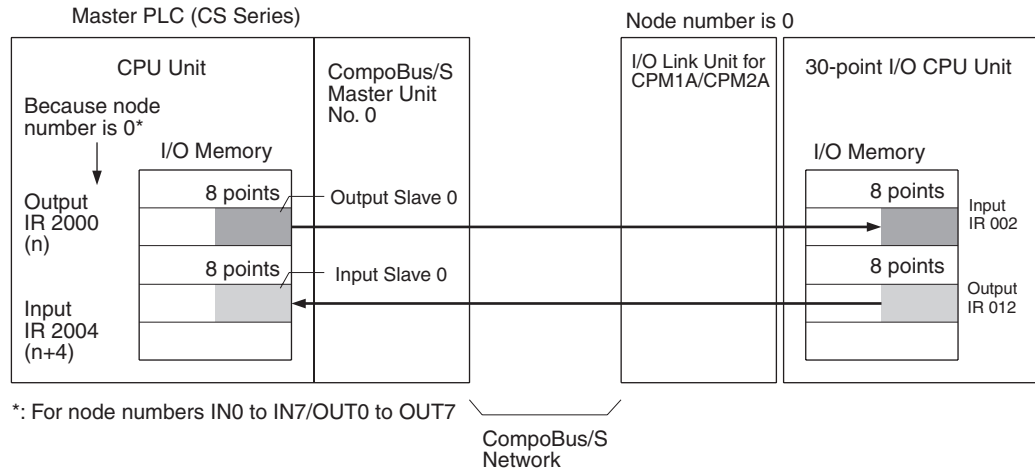 Master PLC (CS Series)
Node number is 0
CPU Unit
CompoBus/S
Master Unit
No. 0
I/O Link Unit for
CPM1A/CPM2A
30-point I/O CPU Unit
Because node
number is 0*
I/O Memory
I/O Memory
8 points
Output Slave 0
8 points
Output
IR 2000
(n)
Input
IR 002
8 points
Input Slave 0
8 points
Input
IR 2004
(n+4)
Output
IR 012
*: For node numbers IN0 to IN7/OUT0 to OUT7
CompoBus/S
Network